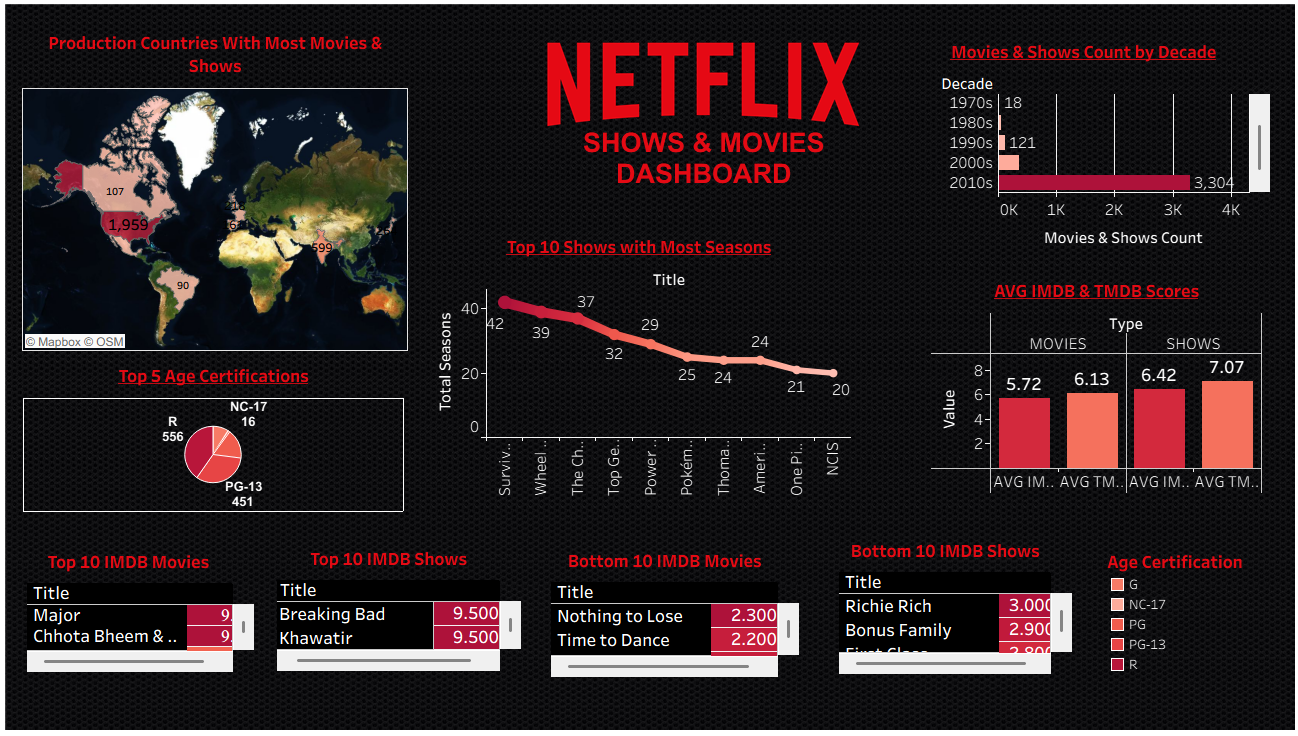 Production Countries With Most Movies &
Shows
107
1,959
599
90
© Mapbox © OSM
NETFLIX
SHOWS & MOVIES
DASHBOARD
Movies & Shows Count by Decade
Decade
1970s 18
1980s
1990s 121
2000s
2010s 3,304
0K 1K 2K 3K 4K
Movies & Shows Count
Top 10 Shows with Most Seasons
Title
Total Seasons
40
20
0
42 39 37 32 29 25 24 24 21 20
Surviv..
Wheel ..
The Ch..
Top Ge..
Power ..
Pokém..
Thoma..
Ameri..
One Pi..
NCIS
AVG IMDB & TMDB Scores
Type
MOVIES SHOWS
Value
8
6
4
2
5.72 6.13 6.42 7.07
AVG IM.. AVG TM.. AVG IM.. AVG TM..
Top 5 Age Certifications
NC-17
16
R
556
PG-13
451
Top 10 IMDB Movies
Title
Major 9.
Chhota Bheem & .. 9.
Top 10 IMDB Shows
Title
Breaking Bad 9.500
Khawatir 9.500
Bottom 10 IMDB Movies
Title
Nothing to Lose 2.300
Time to Dance 2.200
Bottom 10 IMDB Shows
Title
Richie Rich 3.000
Bonus Family 2.900
First Class 2.800
Age Certification
G
NC-17
PG
PG-13
R